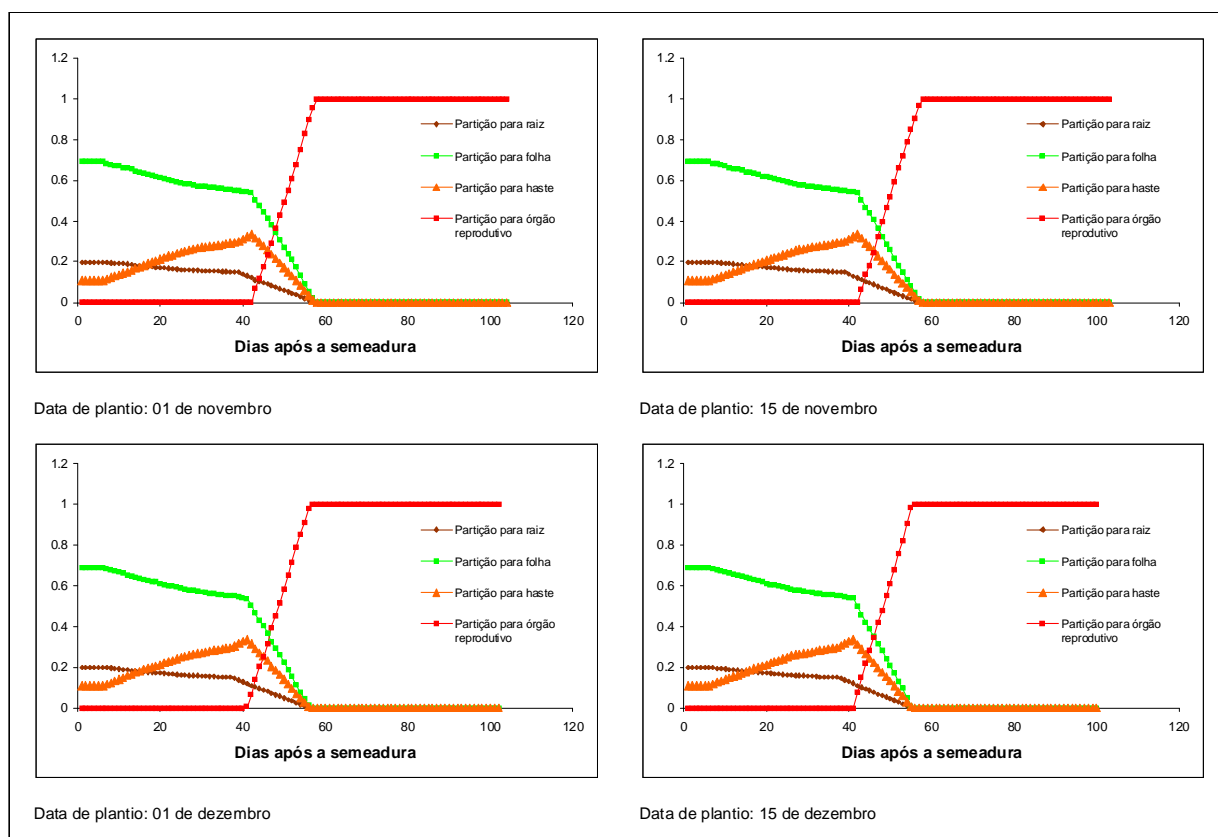 1.2
1
0.8
0.6
0.4
0.2
0
0 20 40 60 80 100 120
Dias após a semeadura
Partição para raiz
Partição para folha
Partição para haste
Partição para órgão
reprodutivo
Data de plantio: 01 de novembro
1.2
1
0.8
0.6
0.4
0.2
0
0 20 40 60 80 100 120
Dias após a semeadura
Partição para raiz
Partição para folha
Partição para haste
Partição para órgão
reprodutivo
Data de plantio: 15 de novembro
1.2
1
0.8
0.6
0.4
0.2
0
0 20 40 60 80 100 120
Dias após a semeadura
Partição para raiz
Partição para folha
Partição para haste
Partição para órgão
reprodutivo
Data de plantio: 01 de dezembro
1.2
1
0.8
0.6
0.4
0.2
0
0 20 40 60 80 100 120
Dias após a semeadura
Partição para raiz
Partição para folha
Partição para haste
Partição para órgão
reprodutivo
Data de plantio: 15 de dezembro